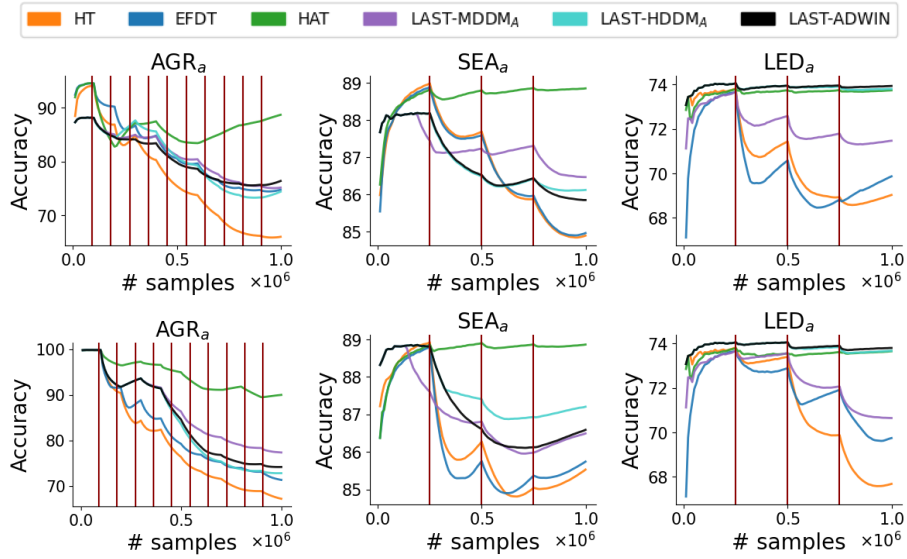 HT EFDT HAT LAST-MDDM_A LAST-HDDM_A LAST-ADWIN
AGR_a SEA_a LED_a
Accuracy
90
80
70
0.0 0.5 1.0
# samples ×10^6
Accuracy
89
88
87
86
85
0.0 0.5 1.0
# samples ×10^6
Accuracy
74
72
70
68
0.0 0.5 1.0
# samples ×10^6
AGR_a SEA_a LED_a
Accuracy
100
90
80
70
0.0 0.5 1.0
# samples ×10^6
Accuracy
89
88
87
86
85
0.0 0.5 1.0
# samples ×10^6
Accuracy
74
72
70
68
0.0 0.5 1.0
# samples ×10^6